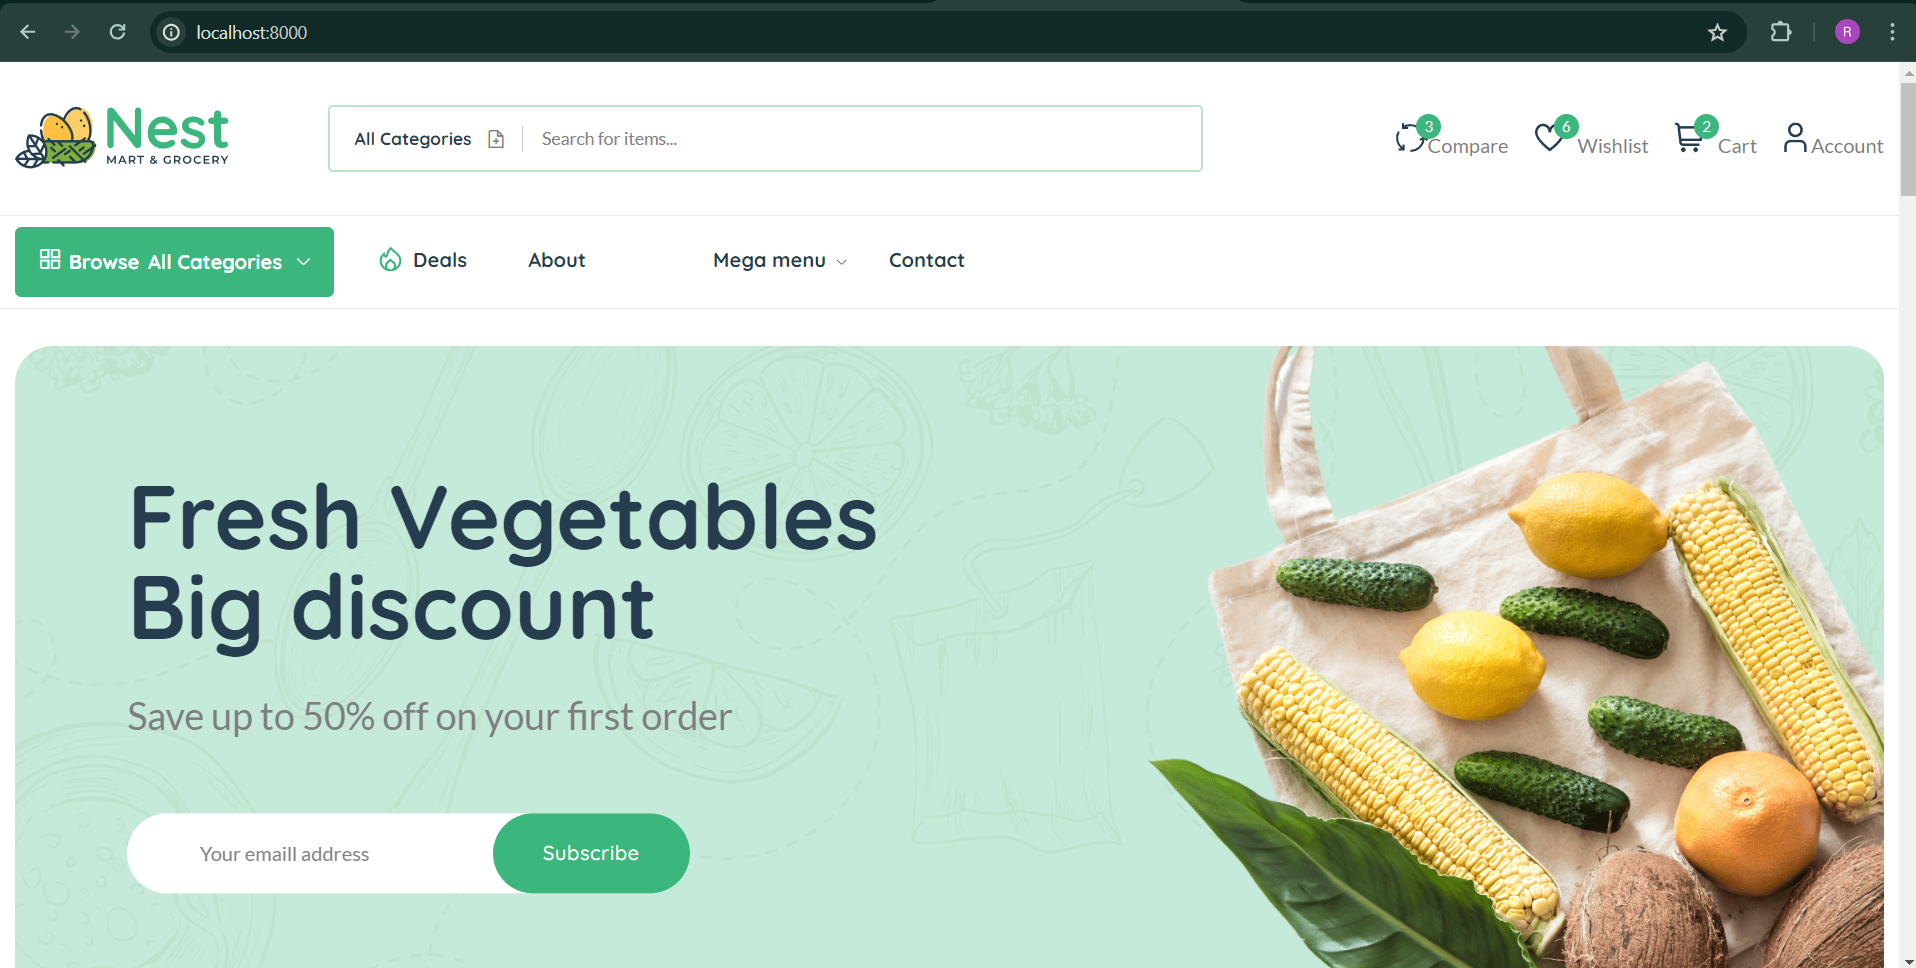 localhost:8000
R
Nest
MART & GROCERY
All Categories
Search for items...
3
Compare
6
Wishlist
2
Cart
Account
Browse All Categories
Deals
About
Mega menu
Contact
Fresh Vegetables
Big discount
Save up to 50% off on your first order
Your emaill address
Subscribe